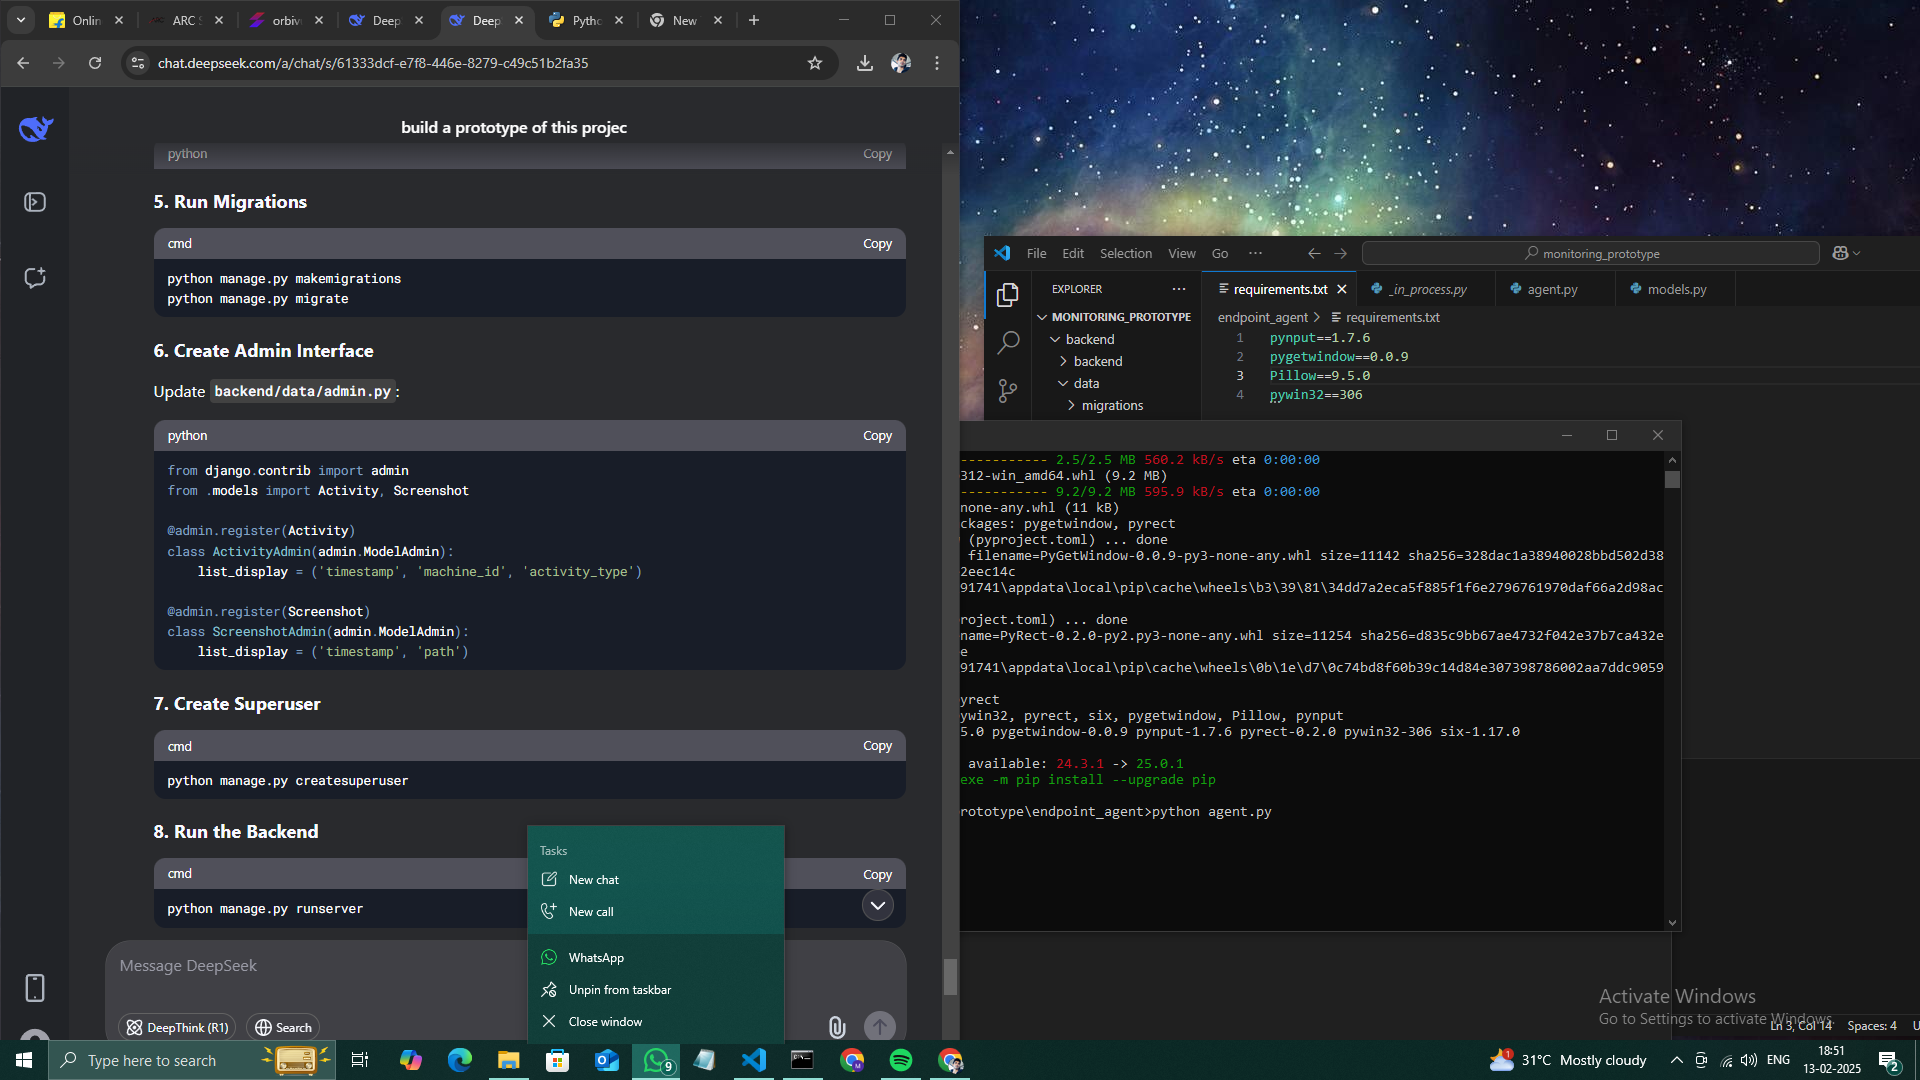 Onlin
ARC S
orbiv
Deep
Deep
Pytho
New
chat.deepseek.com/a/chat/s/61333dcf-e7f8-446e-8279-c49c51b2fa35
build a prototype of this projec
python
Copy
5. Run Migrations
cmd
Copy
python manage.py makemigrations
python manage.py migrate
6. Create Admin Interface
Update backend/data/admin.py:
python
Copy
from django.contrib import admin
from .models import Activity, Screenshot
@admin.register(Activity)
class ActivityAdmin(admin.ModelAdmin):
list_display = ('timestamp', 'machine_id', 'activity_type')
@admin.register(Screenshot)
class ScreenshotAdmin(admin.ModelAdmin):
list_display = ('timestamp', 'path')
7. Create Superuser
cmd
Copy
python manage.py createsuperuser
8. Run the Backend
cmd
Copy
python manage.py runserver
Message DeepSeek
DeepThink (R1)
Search
Tasks
New chat
New call
WhatsApp
Unpin from taskbar
Close window
File Edit Selection View Go ···
monitoring_prototype
EXPLORER
requirements.txt
_in_process.py
agent.py
models.py
MONITORING_PROTOTYPE
backend
backend
data
migrations
endpoint_agent > requirements.txt
1 pynput==1.7.6
2 pygetwindow==0.0.9
3 Pillow==9.5.0
4 pywin32==306
------------ 2.5/2.5 MB 560.2 kB/s eta 0:00:00
312-win_amd64.whl (9.2 MB)
----------- 9.2/9.2 MB 595.9 kB/s eta 0:00:00
none-any.whl (11 kB)
ckages: pygetwindow, pyrect
(pyproject.toml) ... done
filename=PyGetWindow-0.0.9-py3-none-any.whl size=11142 sha256=328dac1a38940028bbd502d38
2eec14c
91741\appdata\local\pip\cache\wheels\b3\39\81\34dd7a2eca5f885f1f6e2796761970daf66a2d98ac
roject.toml) ... done
name=PyRect-0.2.0-py2.py3-none-any.whl size=11254 sha256=d835c9bb67ae4732f042e37b7ca432e
e
91741\appdata\local\pip\cache\wheels\0b\1e\d7\0c74bd8f60b39c14d84e307398786002aa7ddc9059
yrect
ywin32, pyrect, six, pygetwindow, Pillow, pynput
5.0 pygetwindow-0.0.9 pynput-1.7.6 pyrect-0.2.0 pywin32-306 six-1.17.0
available: 24.3.1 -> 25.0.1
exe -m pip install --upgrade pip
rototype\endpoint_agent>python agent.py
Activate Windows
Go to Settings to activate Windows.
Ln 3, Col 14
Spaces: 4
U
Type here to search
9
M
1
31°C Mostly cloudy
ENG
18:51
13-02-2025
2